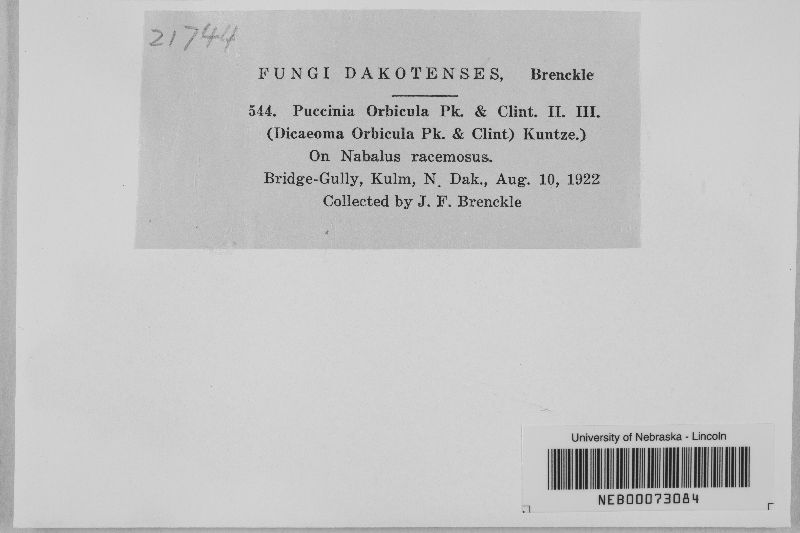 21744
FUNGI DAKOTENSES, Brenckle
544. Puccinia Orbicula Pk. & Clint. II. III.
(Dicaeoma Orbicula Pk. & Clint) Kuntze.)
On Nabalus racemosus.
Bridge-Gully, Kulm, N. Dak., Aug. 10, 1922
Collected by J. F. Brenckle
University of Nebraska - Lincoln
NEB00073084